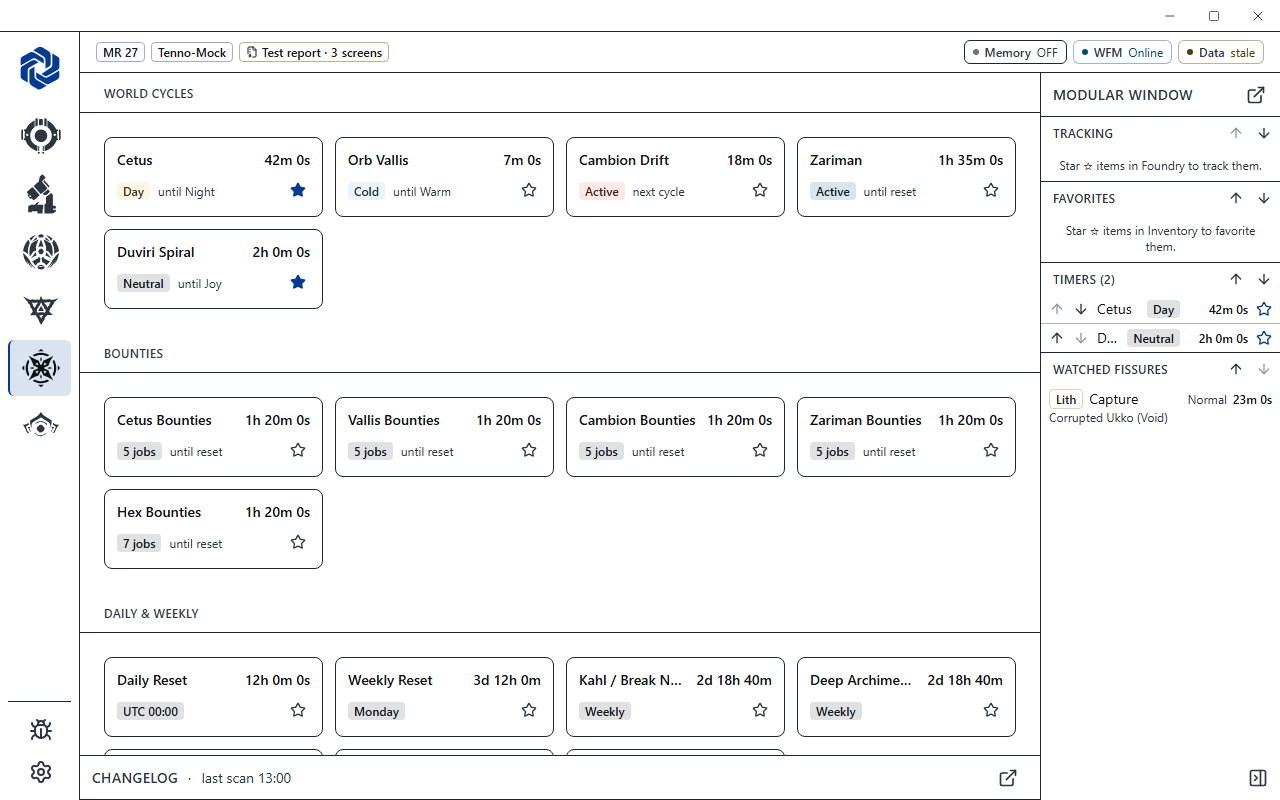 MR 27
Tenno-Mock
Test report · 3 screens
Memory OFF
WFM Online
Data stale
WORLD CYCLES
Cetus 42m 0s
Day until Night
Orb Vallis 7m 0s
Cold until Warm
Cambion Drift 18m 0s
Active next cycle
Zariman 1h 35m 0s
Active until reset
Duviri Spiral 2h 0m 0s
Neutral until Joy
BOUNTIES
Cetus Bounties 1h 20m 0s
5 jobs until reset
Vallis Bounties 1h 20m 0s
5 jobs until reset
Cambion Bounties 1h 20m 0s
5 jobs until reset
Zariman Bounties 1h 20m 0s
5 jobs until reset
Hex Bounties 1h 20m 0s
7 jobs until reset
DAILY & WEEKLY
Daily Reset 12h 0m 0s
UTC 00:00
Weekly Reset 3d 12h 0m
Monday
Kahl / Break N... 2d 18h 40m
Weekly
Deep Archime... 2d 18h 40m
Weekly
CHANGELOG · last scan 13:00
MODULAR WINDOW
TRACKING
Star ☆ items in Foundry to track them.
FAVORITES
Star ☆ items in Inventory to favorite
them.
TIMERS (2)
Cetus Day 42m 0s
D... Neutral 2h 0m 0s
WATCHED FISSURES
Lith Capture Normal 23m 0s
Corrupted Ukko (Void)